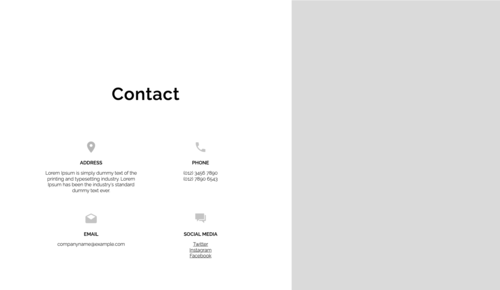 Contact
ADDRESS
Lorem Ipsum is simply dummy text of the
printing and typesetting industry. Lorem
Ipsum has been the industry's standard
dummy text ever.
PHONE
(212) 3456 7890
(212) 7890 6543
EMAIL
companyname@example.com
SOCIAL MEDIA
Twitter
Instagram
Facebook